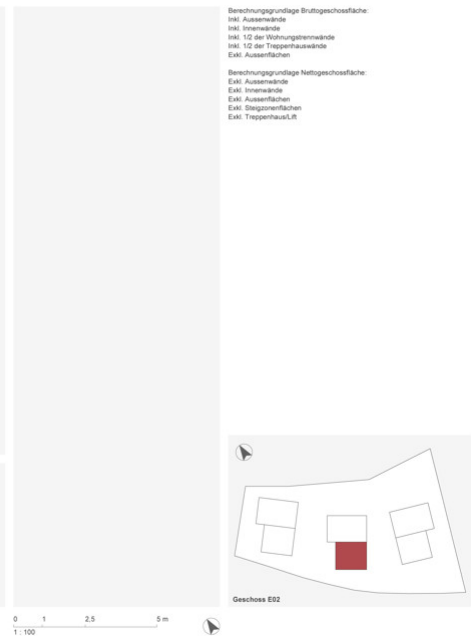 Berechnungsgrundlage Bruttogeschossfläche:
Inkl. Aussenwände
Inkl. Innenwände
Inkl. 1/2 der Wohnungstrennwände
Inkl. 1/2 der Treppenhauswände
Exkl. Aussenflächen
Berechnungsgrundlage Nettogeschossfläche:
Exkl. Aussenwände
Exkl. Innenwände
Exkl. Aussenflächen
Exkl. Steigzonenflächen
Exkl. Treppenhaus/Lift
Geschoss E02
0 1 2.5 5 m
1 : 100